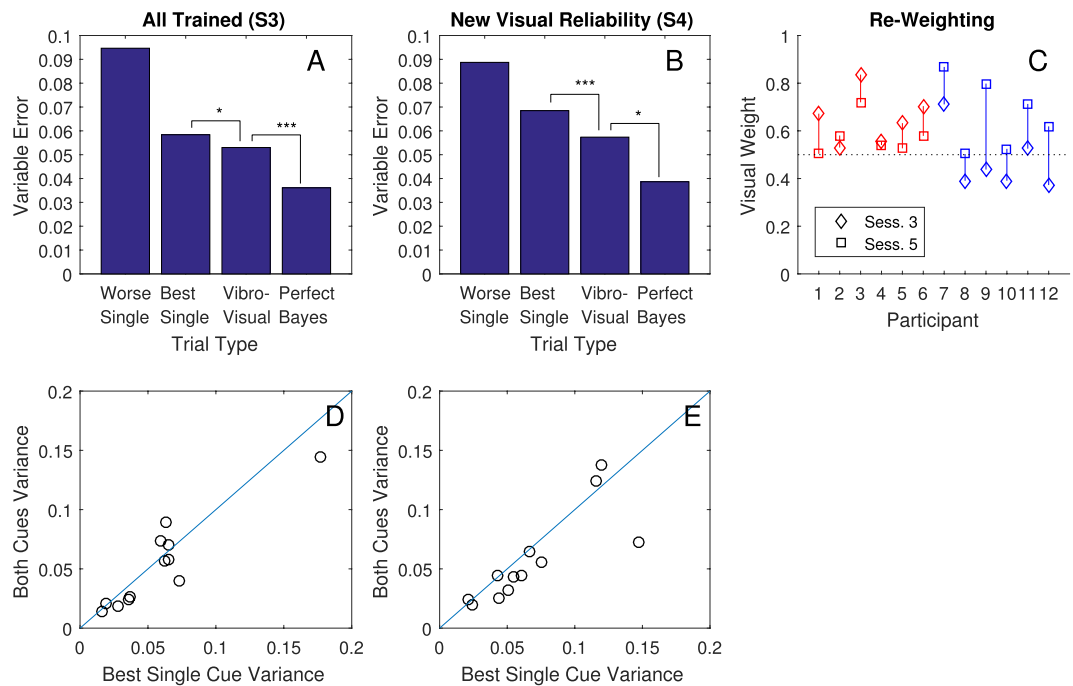 All Trained (S3)
A
Variable Error
0.1
0.09
0.08
0.07
0.06
0.05
0.04
0.03
0.02
0.01
0
*
***
Worse Single
Best Single
Vibro- Visual
Perfect Bayes
Trial Type
New Visual Reliability (S4)
B
Variable Error
0.1
0.09
0.08
0.07
0.06
0.05
0.04
0.03
0.02
0.01
0
***
*
Worse Single
Best Single
Vibro- Visual
Perfect Bayes
Trial Type
Re-Weighting
C
Visual Weight
1
0.8
0.6
0.4
0.2
0
Sess. 3
Sess. 5
1 2 3 4 5 6 7 8 9 10 11 12
Participant
D
Both Cues Variance
0.2
0.15
0.1
0.05
0
0 0.05 0.1 0.15 0.2
Best Single Cue Variance
E
Both Cues Variance
0.2
0.15
0.1
0.05
0
0 0.05 0.1 0.15 0.2
Best Single Cue Variance